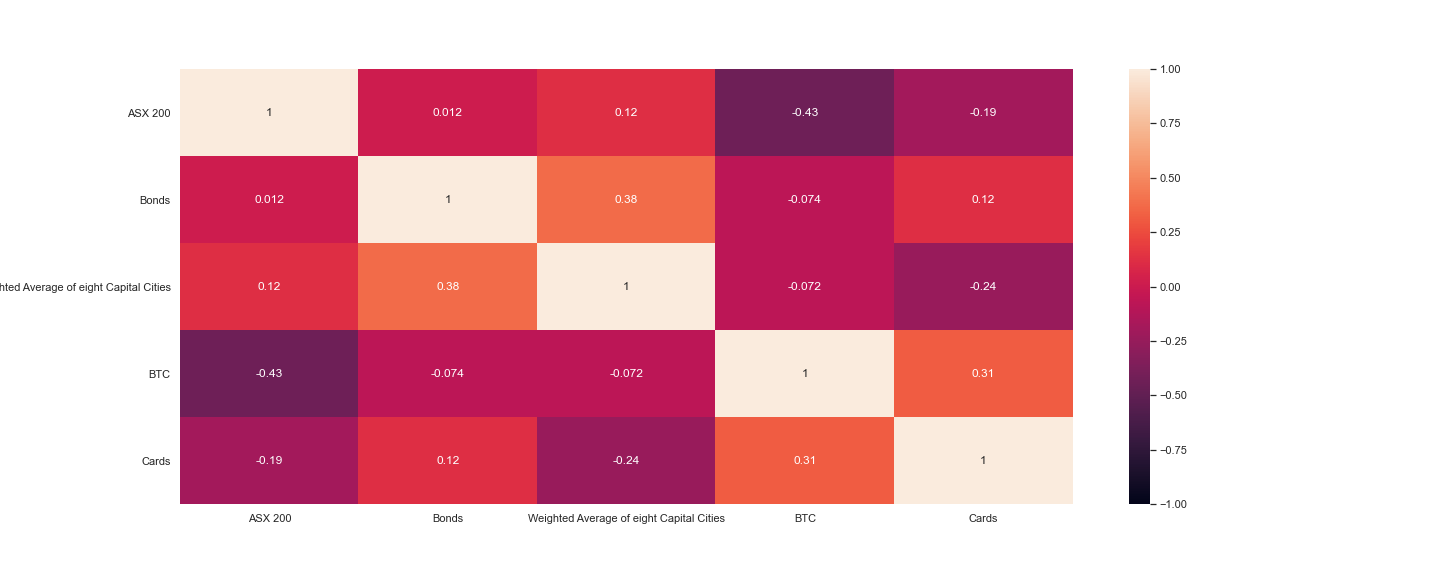 1.00
ASX 200 1 0.012 0.12 -0.43 -0.19
0.75
0.50
Bonds 0.012 1 0.38 -0.074 0.12
0.25
hted Average of eight Capital Cities 0.12 0.38 1 -0.072 -0.24
0.00
−0.25
BTC -0.43 -0.074 -0.072 1 0.31
−0.50
Cards -0.19 0.12 -0.24 0.31 1
−0.75
−1.00
ASX 200 Bonds Weighted Average of eight Capital Cities BTC Cards